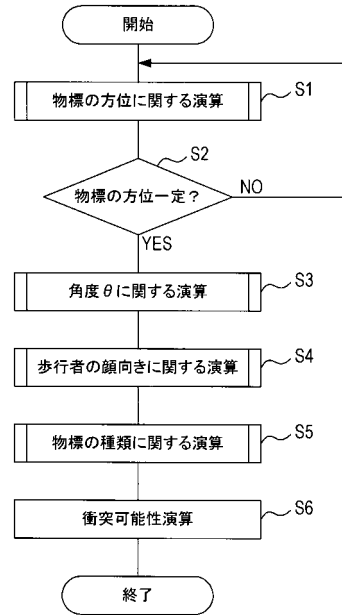 開始
物標の方位に関する演算
S1
S2
物標の方位一定?
NO
YES
角度θに関する演算
S3
歩行者の顔向きに関する演算
S4
物標の種類に関する演算
S5
衝突可能性演算
S6
終了